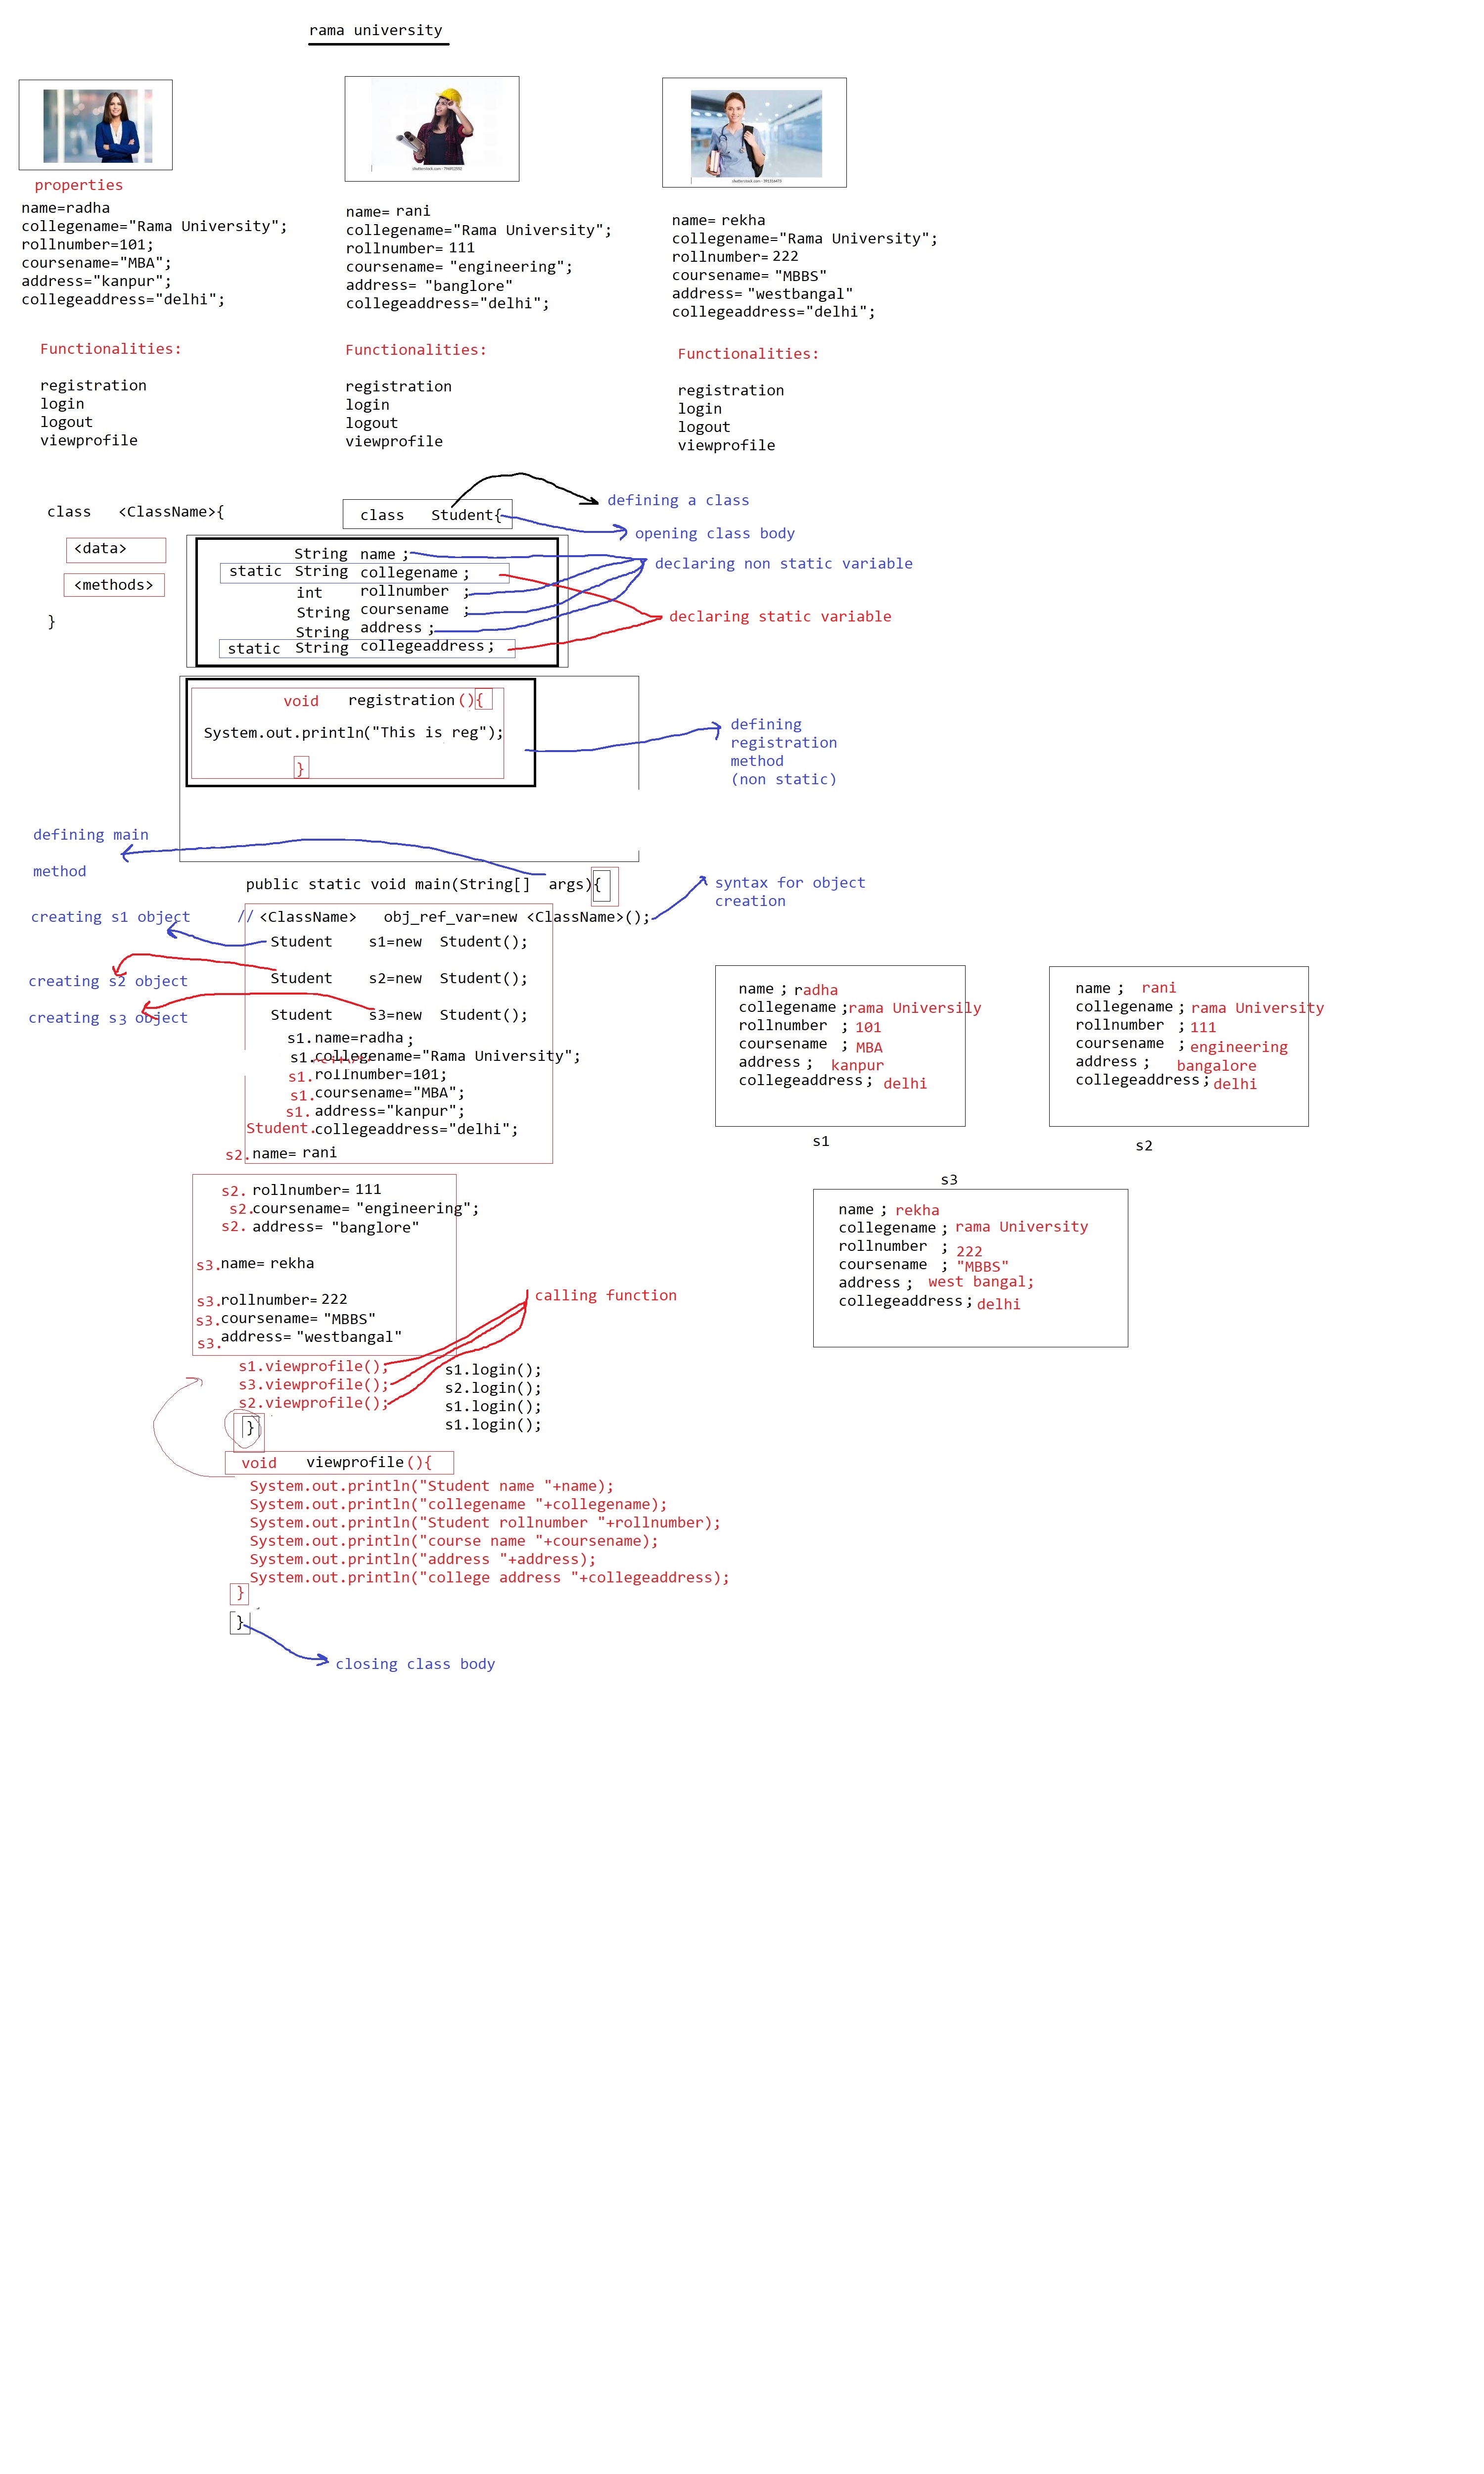 rama university
properties
name=radha
collegename="Rama University";
rollnumber=101;
coursename="MBA";
address="kanpur";
collegeaddress="delhi";
name= rani
collegename="Rama University";
rollnumber= 111
coursename= "engineering";
address= "banglore"
collegeaddress="delhi";
name= rekha
collegename="Rama University";
rollnumber= 222
coursename= "MBBS"
address= "westbangal"
collegeaddress="delhi";
Functionalities:
registration
login
logout
viewprofile
Functionalities:
registration
login
logout
viewprofile
Functionalities:
registration
login
logout
viewprofile
class <ClassName>{
<data>
<methods>
}
class Student{
defining a class
opening class body
String name ;
static String collegename ;
int rollnumber ;
String coursename ;
String address ;
static String collegeaddress;
declaring non static variable
declaring static variable
void registration(){
System.out.println("This is reg");
}
defining
registration
method
(non static)
defining main
method
public static void main(String[] args){
syntax for object
creation
// <ClassName> obj_ref_var=new <ClassName>();
creating s1 object
Student s1=new Student();
creating s2 object
Student s2=new Student();
creating s3 object
Student s3=new Student();
s1.name=radha ;
s1.collegename="Rama University";
s1.rollnumber=101;
s1.coursename="MBA";
s1. address="kanpur";
Student.collegeaddress="delhi";
s2.name= rani
s2. rollnumber= 111
s2.coursename= "engineering";
s2. address= "banglore"
s3.name= rekha
s3.rollnumber= 222
s3.coursename= "MBBS"
s3.address= "westbangal"
name ; radha
collegename ;rama Universily
rollnumber ; 101
coursename ; MBA
address ; kanpur
collegeaddress; delhi
s1
name ; rani
collegename ; rama University
rollnumber ; 111
coursename ; engineering
address ; bangalore
collegeaddress; delhi
s2
s3
name ; rekha
collegename ; rama University
rollnumber ; 222
coursename ; "MBBS"
address ; west bangal;
collegeaddress; delhi
calling function
s1.viewprofile();
s3.viewprofile();
s2.viewprofile();
s1.login();
s2.login();
s1.login();
s1.login();
}
void viewprofile(){
System.out.println("Student name "+name);
System.out.println("collegename "+collegename);
System.out.println("Student rollnumber "+rollnumber);
System.out.println("course name "+coursename);
System.out.println("address "+address);
System.out.println("college address "+collegeaddress);
}
}
closing class body